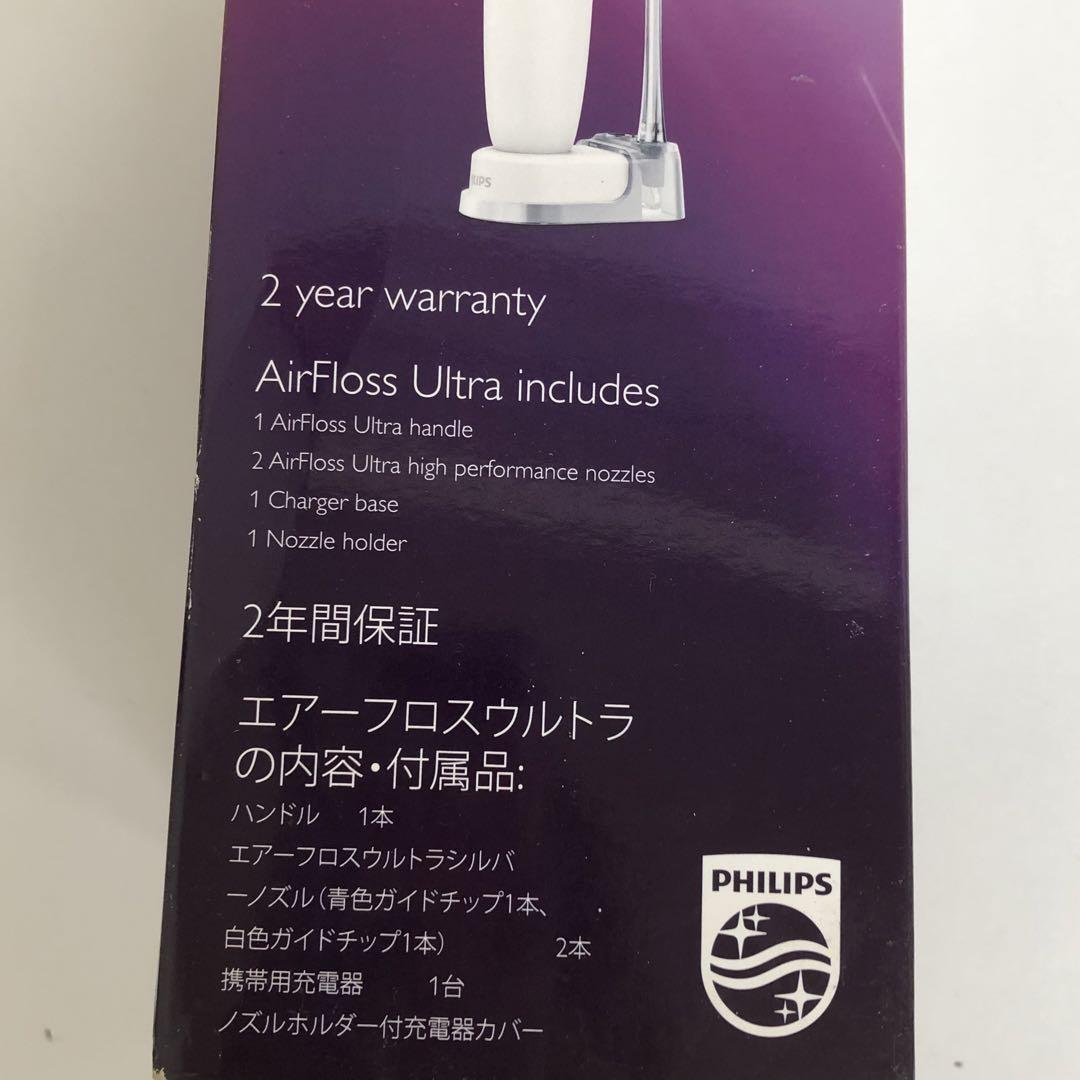 2 year warranty
AirFloss Ultra includes
1 AirFloss Ultra handle
2 AirFloss Ultra high performance nozzles
1 Charger base
1 Nozzle holder
2年間保証
エアーフロスウルトラ
の内容・付属品:
ハンドル 1本
エアーフロスウルトラシルバ
ーノズル(青色ガイドチップ1本、
白色ガイドチップ1本) 2本
携帯用充電器 1台
ノズルホルダー付充電器カバー
PHILIPS